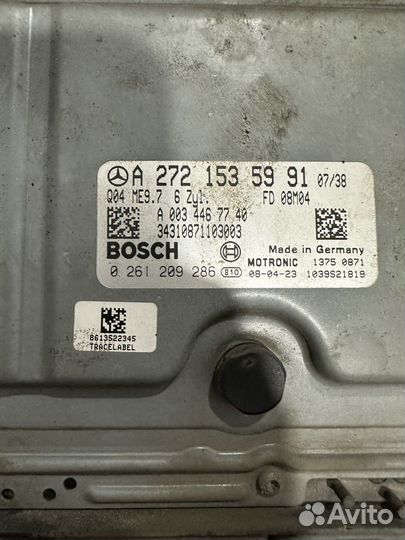 A 272 153 59 91 07/38
Q04 ME9.7 6 Zyl. FD 08M04
A 003 446 77 40
34310871103003
BOSCH
Made in Germany
MOTRONIC 1375 0871
0 261 209 286 810 08-04-23 1039S21819
8613522345
TRACELABEL
Avito